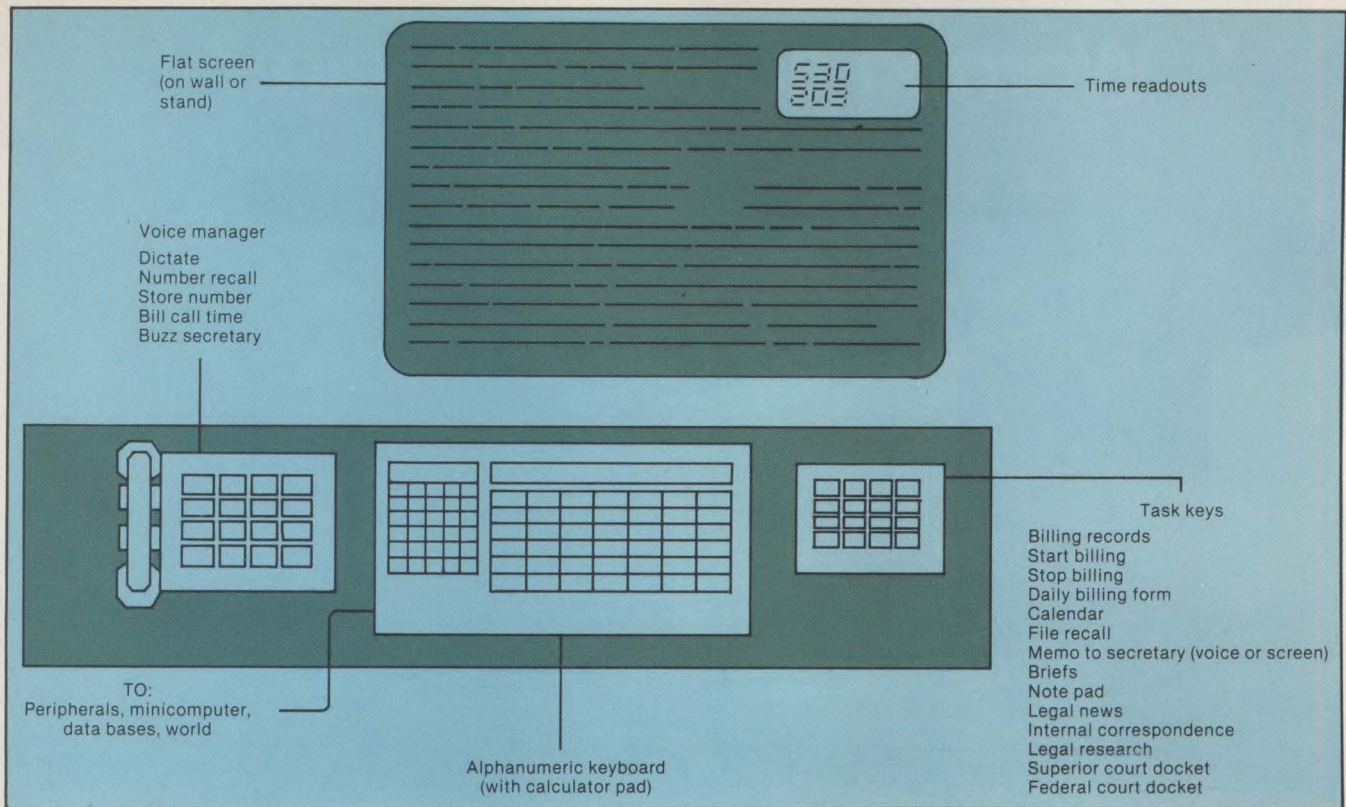 Flat screen
(on wall or
stand)
530
203
Time readouts
Voice manager
Dictate
Number recall
Store number
Bill call time
Buzz secretary
Task keys
Billing records
Start billing
Stop billing
Daily billing form
Calendar
File recall
Memo to secretary (voice or screen)
Briefs
Note pad
Legal news
Internal correspondence
Legal research
Superior court docket
Federal court docket
TO:
Peripherals, minicomputer,
data bases, world
Alphanumeric keyboard
(with calculator pad)